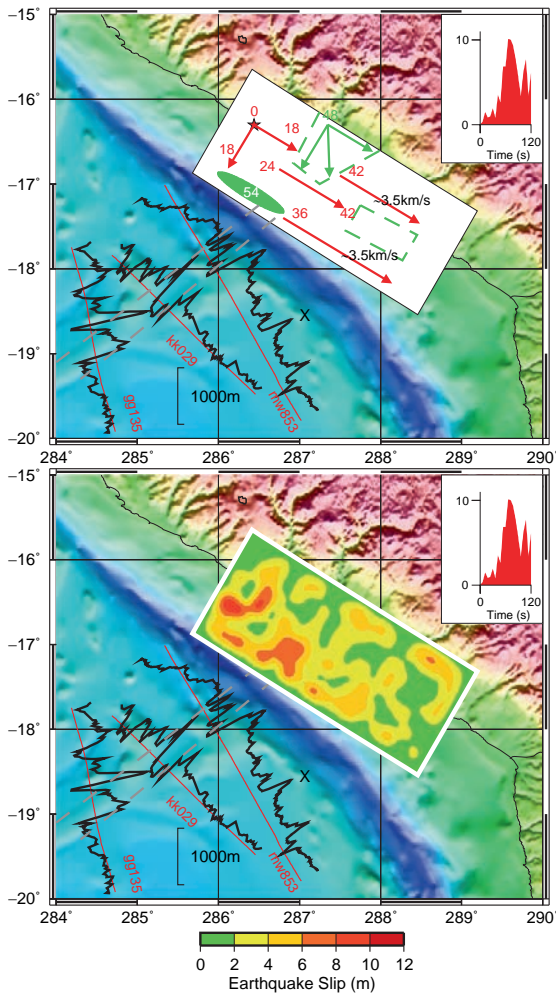 −15°
−16°
−17°
−18°
−19°
−20°
284° 285° 286° 287° 288° 289° 290°
10
0
0 120
Time (s)
0
18
18
48
24
42
54
36
42
~3.5km/s
~3.5km/s
X
kk029
gg135
mw853
1000m
−15°
−16°
−17°
−18°
−19°
−20°
284° 285° 286° 287° 288° 289° 290°
10
0
0 120
Time (s)
X
kk029
gg135
mw853
1000m
0 2 4 6 8 10 12
Earthquake Slip (m)